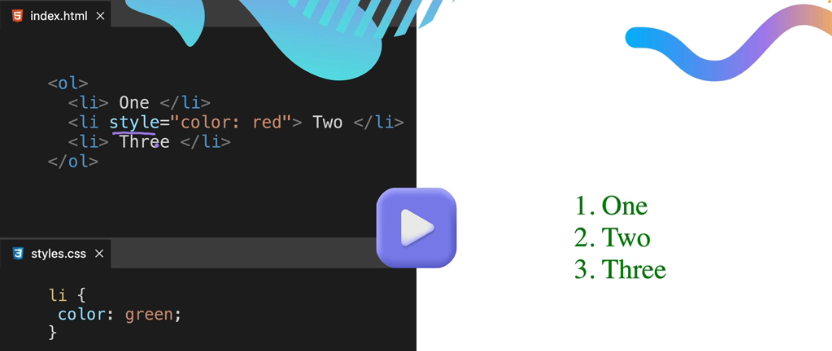 index.html
<ol>
<li> One </li>
<li style="color: red"> Two </li>
<li> Three </li>
</ol>
styles.css
li {
color: green;
}
1. One
2. Two
3. Three